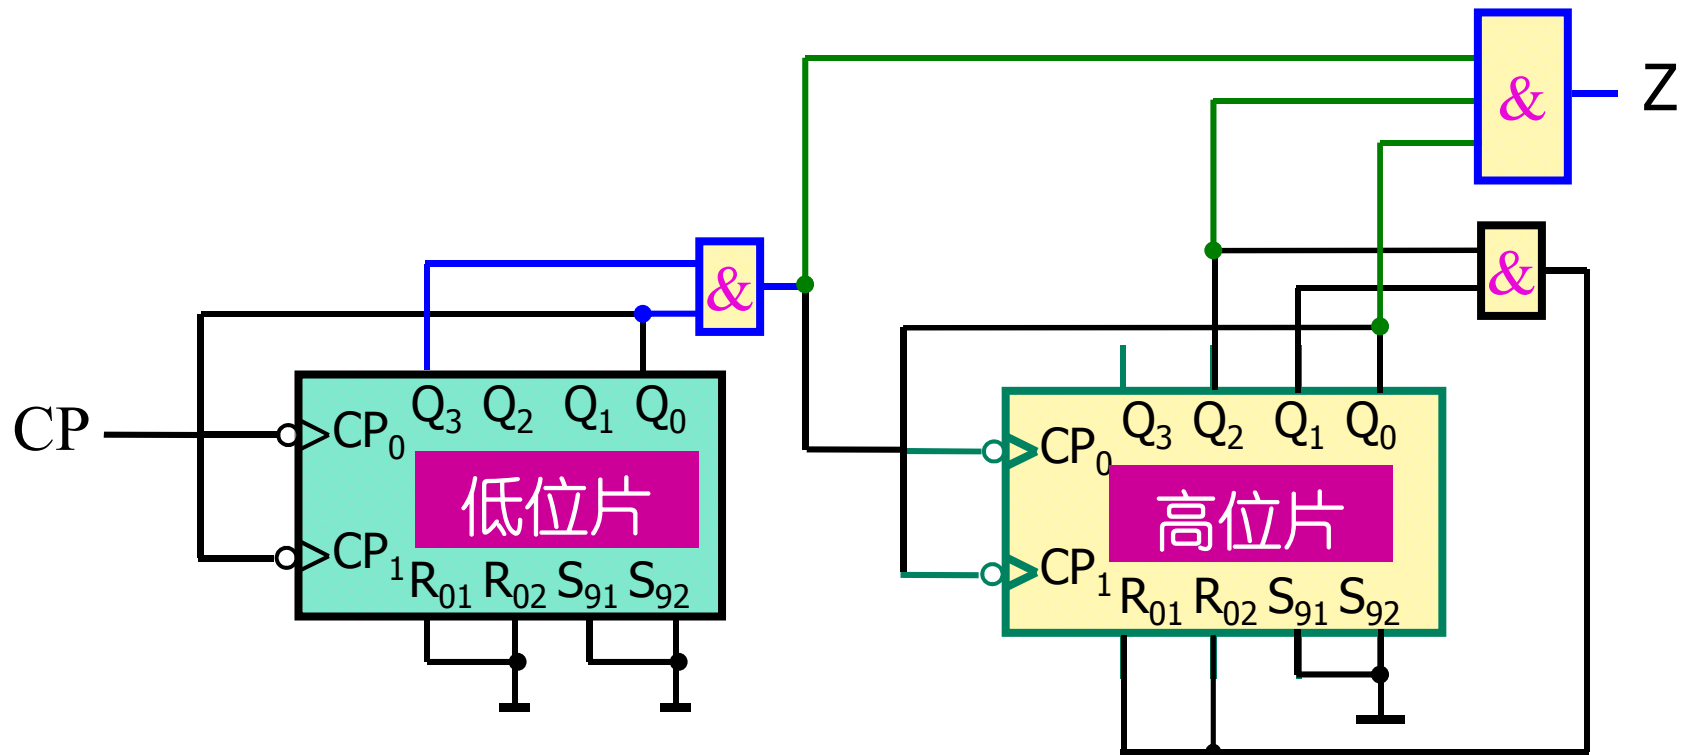 Z
&
&
&
CP
Q3 Q2 Q1 Q0
CP0
低位片
CP1
R01 R02 S91 S92
Q3 Q2 Q1 Q0
CP0
高位片
CP1
R01 R02 S91 S92